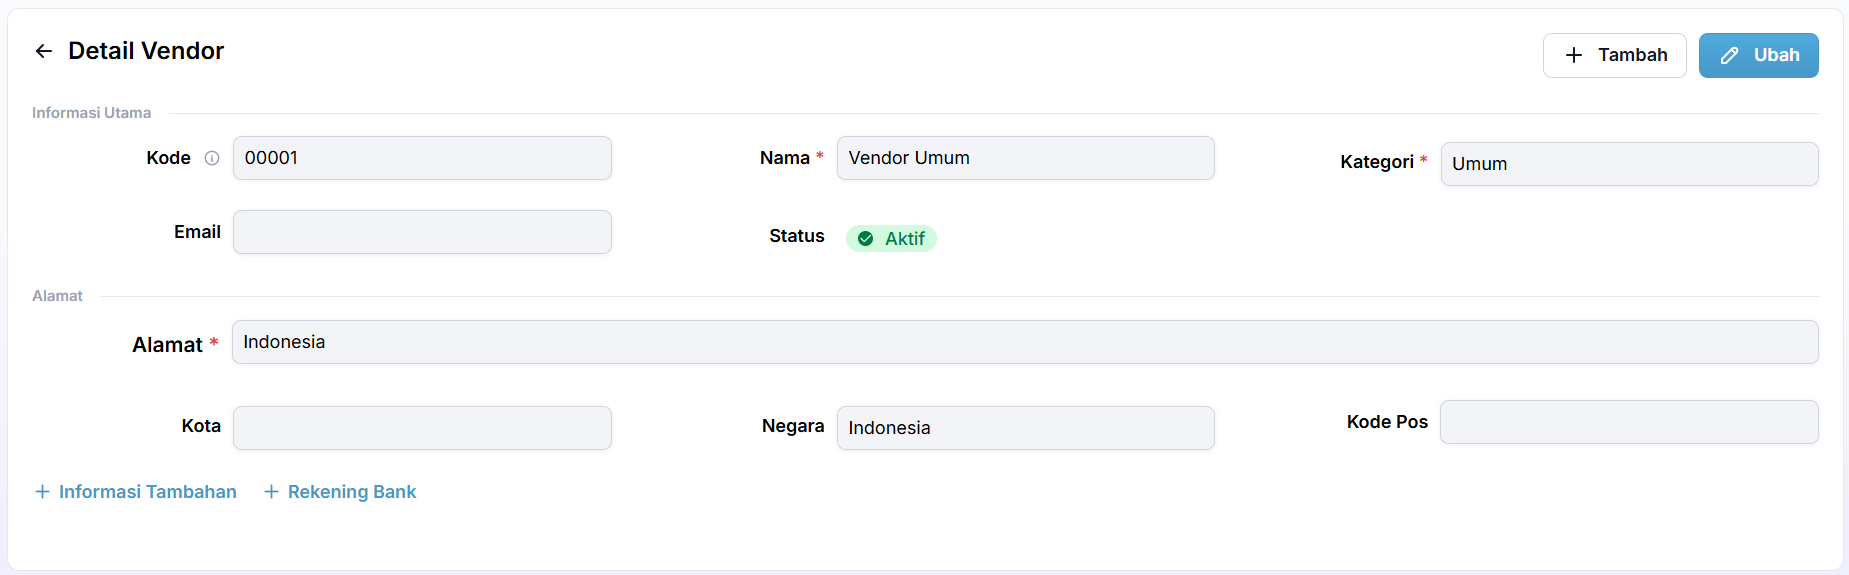 Detail Vendor
+ Tambah
Ubah
Informasi Utama
Kode 00001
Nama * Vendor Umum
Kategori * Umum
Email
Status Aktif
Alamat
Alamat * Indonesia
Kota
Negara Indonesia
Kode Pos
+ Informasi Tambahan
+ Rekening Bank